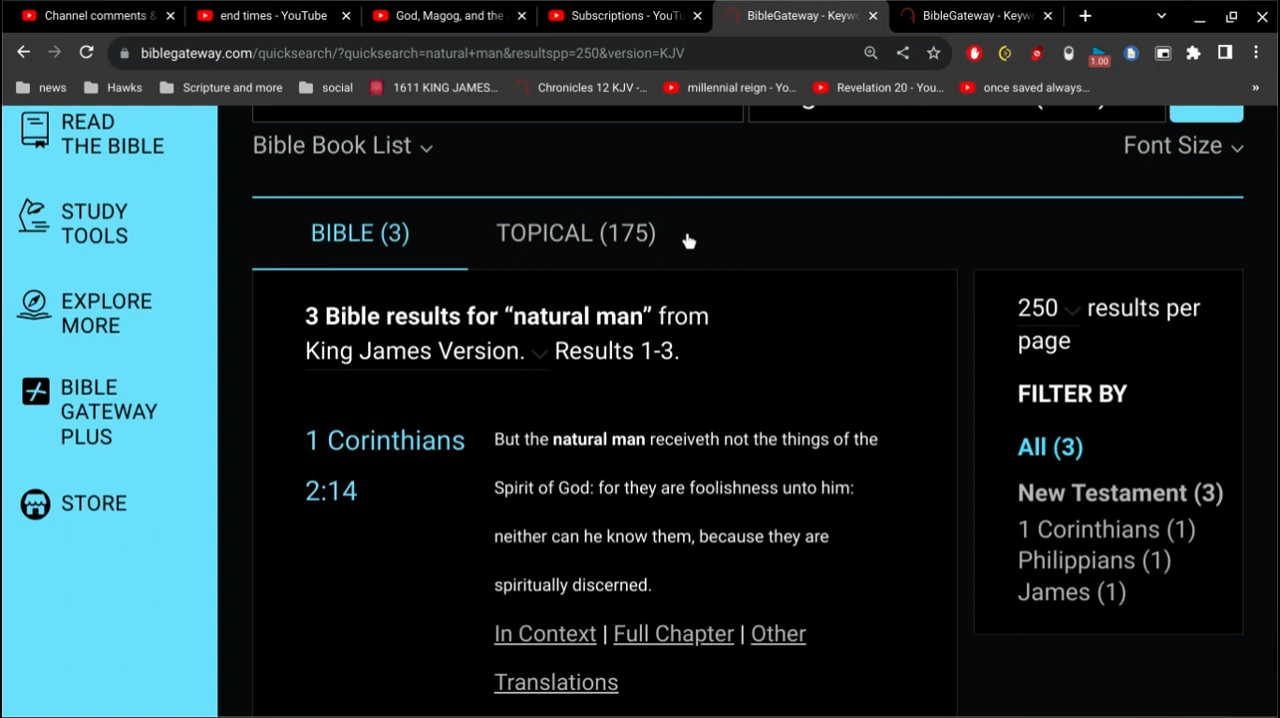 Channel comments &
end times - YouTube
God, Magog, and the
Subscriptions - YouTu
BibleGateway - Keyw
BibleGateway - Keyw
biblegateway.com/quicksearch/?quicksearch=natural+man&resultspp=250&version=KJV
1.00
news
Hawks
Scripture and more
social
1611 KING JAMES...
Chronicles 12 KJV -...
millennial reign - Yo...
Revelation 20 - You...
once saved always...
»
READ
THE BIBLE
STUDY
TOOLS
EXPLORE
MORE
BIBLE
GATEWAY
PLUS
STORE
Bible Book List
Font Size
BIBLE (3)
TOPICAL (175)
3 Bible results for “natural man” from
King James Version. Results 1-3.
1 Corinthians
2:14
But the natural man receiveth not the things of the
Spirit of God: for they are foolishness unto him:
neither can he know them, because they are
spiritually discerned.
In Context | Full Chapter | Other
Translations
250 results per
page
FILTER BY
All (3)
New Testament (3)
1 Corinthians (1)
Philippians (1)
James (1)